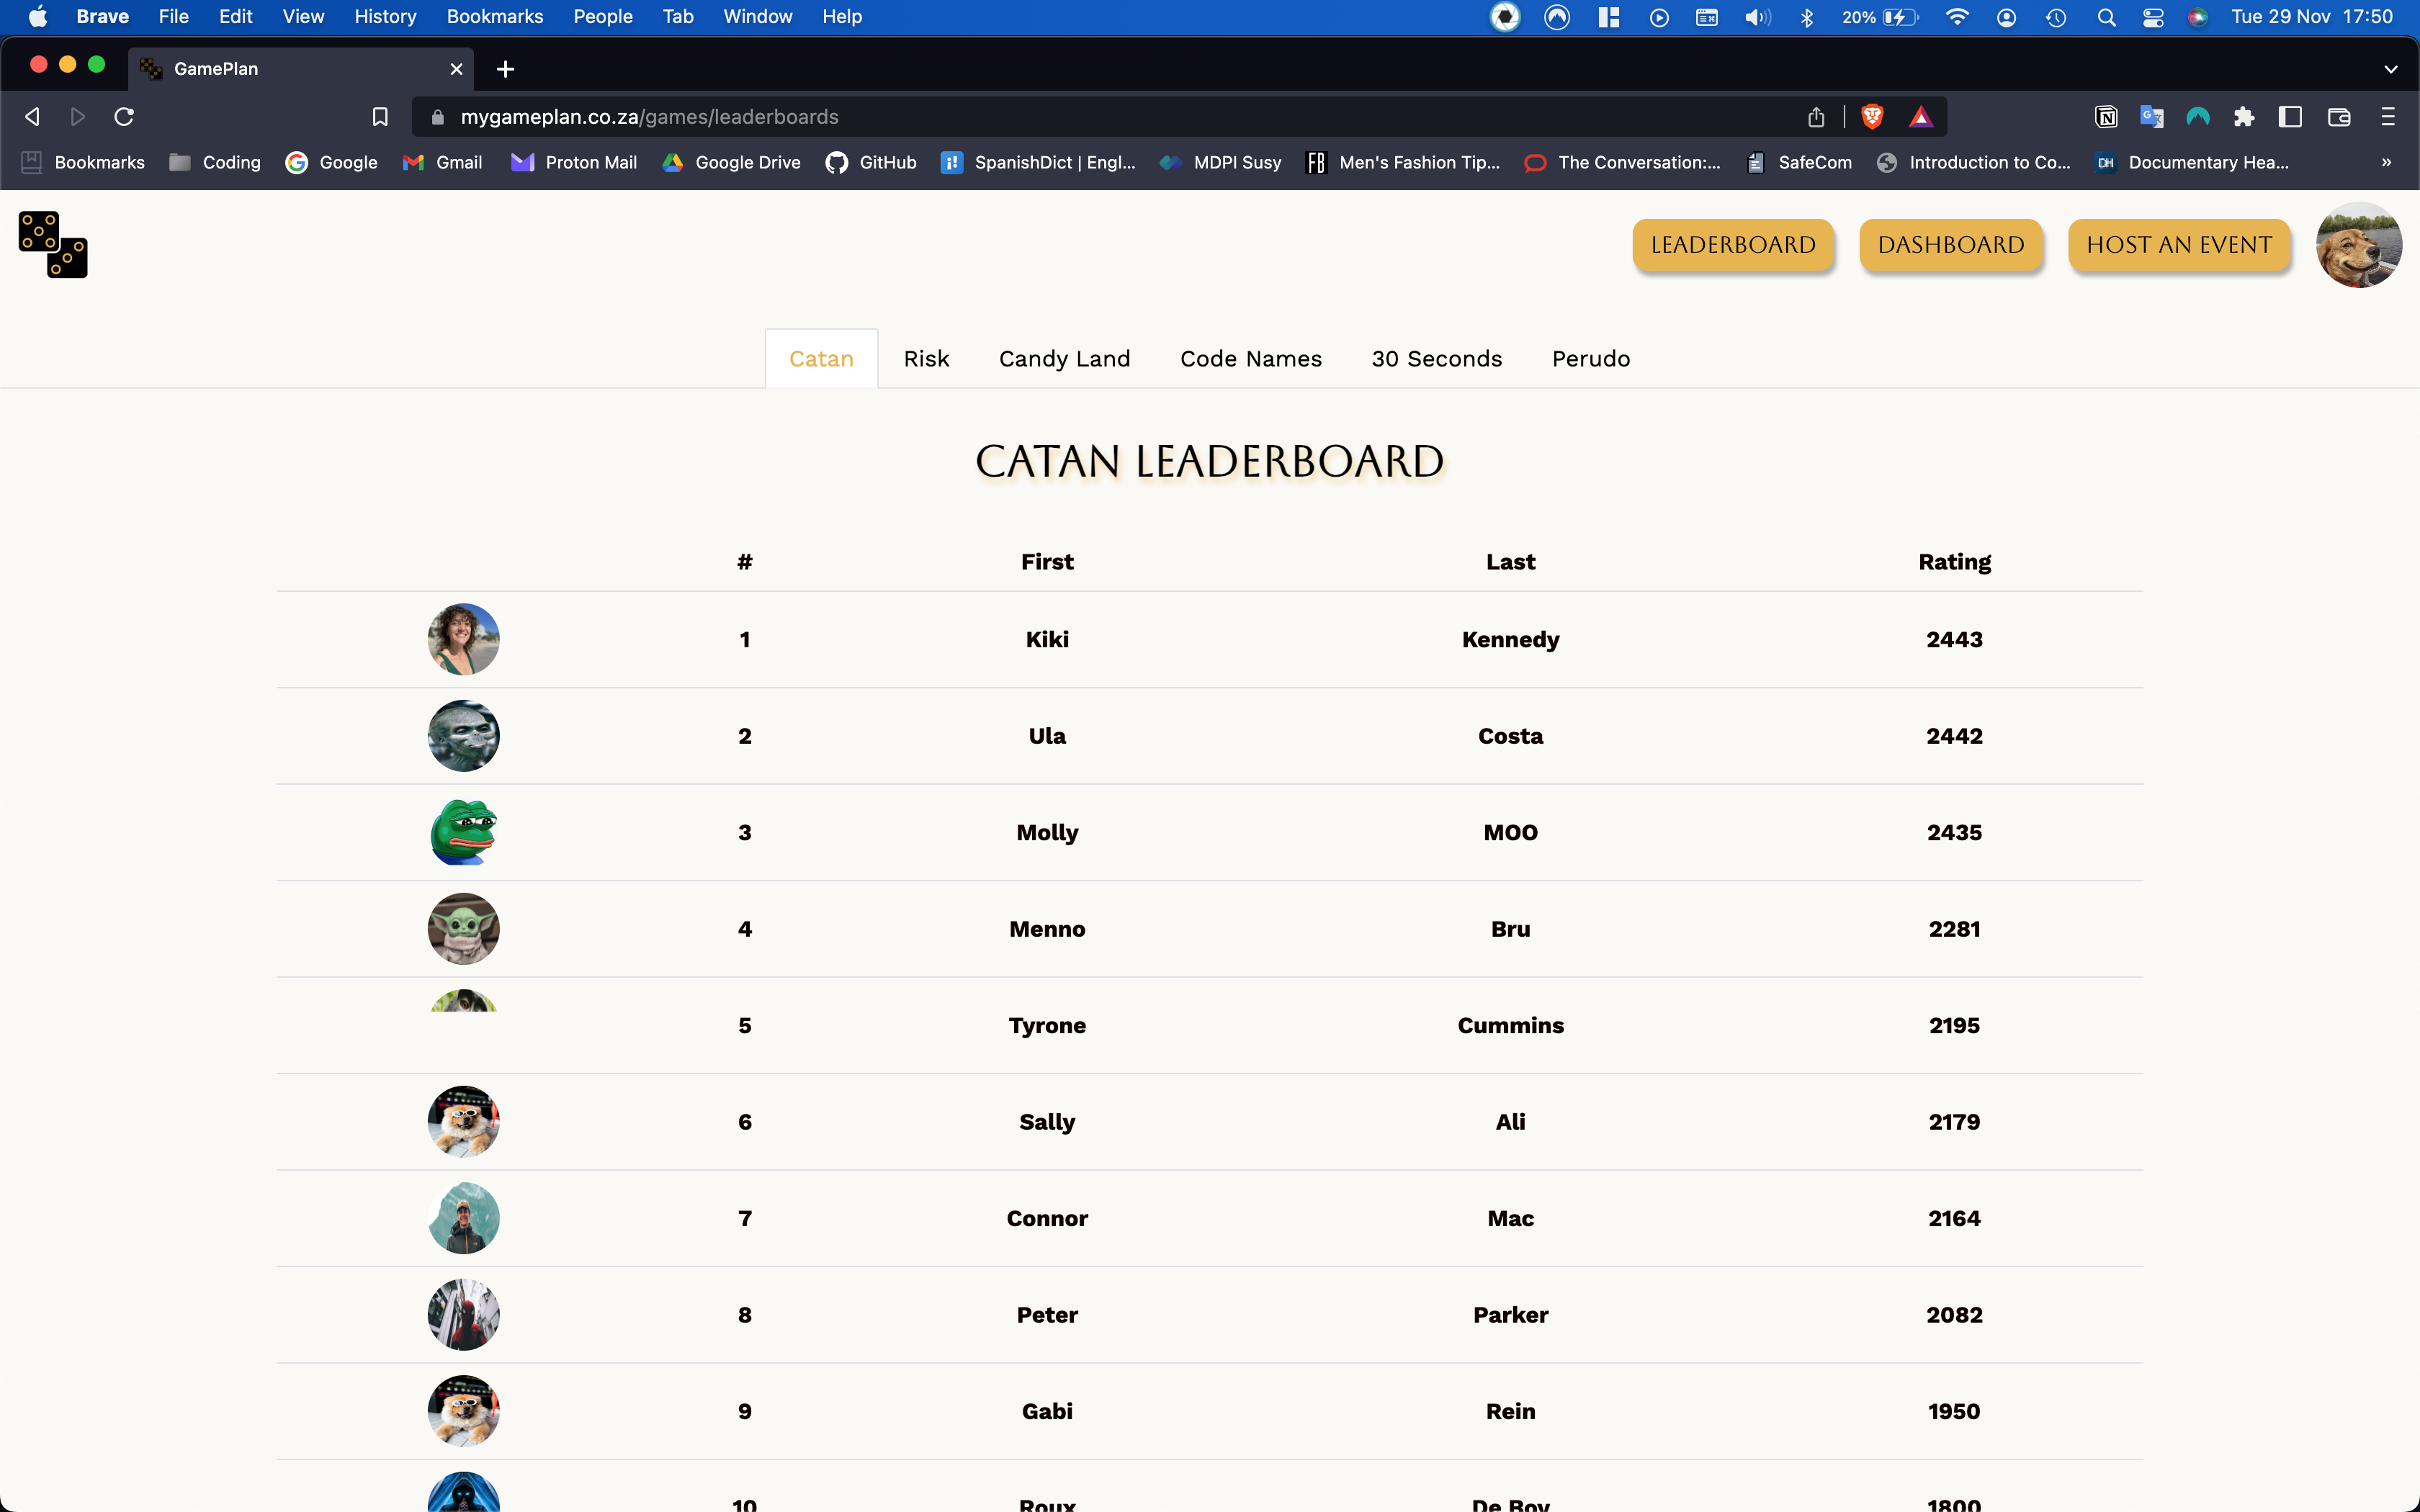 Brave File Edit View History Bookmarks People Tab Window Help 20% Tue 29 Nov 17:50
GamePlan
mygameplan.co.za/games/leaderboards
Bookmarks Coding Google Gmail Proton Mail Google Drive GitHub SpanishDict | Engl... MDPI Susy FB Men's Fashion Tip... The Conversation:... SafeCom Introduction to Co... DH Documentary Hea... »
LEADERBOARD DASHBOARD HOST AN EVENT
Catan Risk Candy Land Code Names 30 Seconds Perudo
CATAN LEADERBOARD
# First Last Rating
1 Kiki Kennedy 2443
2 Ula Costa 2442
3 Molly MOO 2435
4 Menno Bru 2281
5 Tyrone Cummins 2195
6 Sally Ali 2179
7 Connor Mac 2164
8 Peter Parker 2082
9 Gabi Rein 1950
10 Roux De Boy 1800